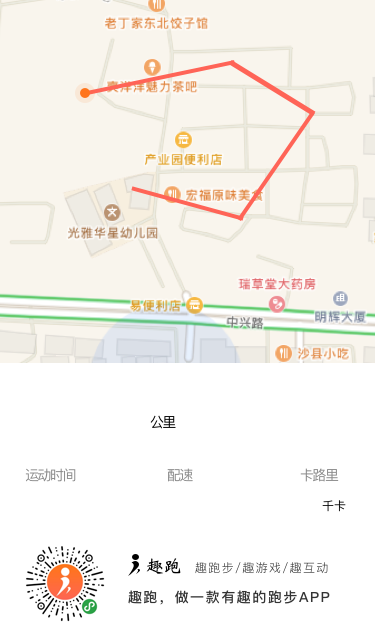 老丁家东北饺子馆
爽洋洋魅力茶吧
产业园便利店
宏福原味美食
光雅华星幼儿园
瑞草堂大药房
易便利店
中兴路
明辉大厦
沙县小吃
公里
运动时间 配速 卡路里
千卡
趣跑 趣跑步/趣游戏/趣互动
趣跑，做一款有趣的跑步APP